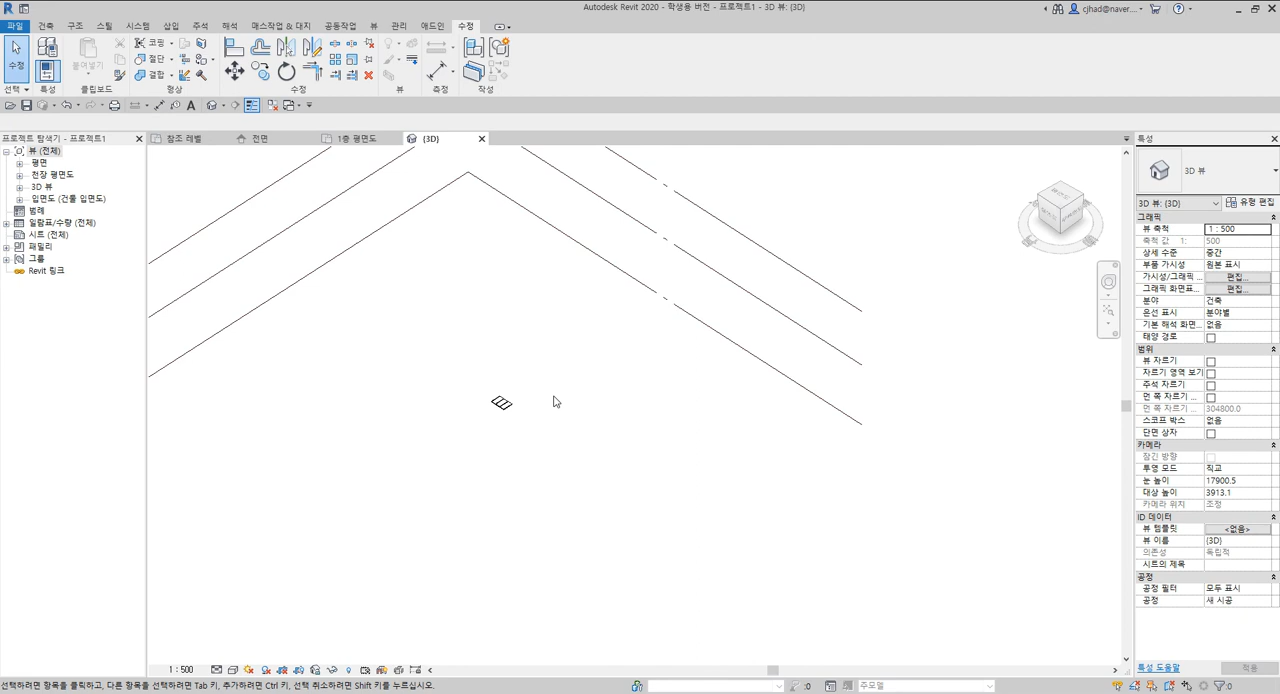 Autodesk Revit 2020 - 학생용 버전 - 프로젝트1 - 3D 뷰: {3D}
cjhad@naver....
파일 건축 구조 스틸 시스템 삽입 주석 해석 매스작업 & 대지 공동작업 뷰 관리 애드인 수정
수정
붙여넣기
코핑
절단
결합
선택 특성 클립보드 형상 수정 뷰 측정 작성
프로젝트 탐색기 - 프로젝트1
참조 레벨
전면
1층 평면도
{3D}
특성
뷰 (전체)
평면
천장 평면도
3D 뷰
입면도 (건물 입면도)
범례
일람표/수량 (전체)
시트 (전체)
패밀리
그룹
Revit 링크
3D 뷰
3D 뷰: {3D}
유형 편집
그래픽
뷰 축척 1 : 500
축척 값 1: 500
상세 수준 중간
부품 가시성 원본 표시
가시성/그래픽 ... 편집...
그래픽 화면표... 편집...
분야 건축
은선 표시 분야별
기본 해석 화면... 없음
태양 경로
범위
뷰 자르기
자르기 영역 보기
주석 자르기
먼 쪽 자르기 ...
먼 쪽 자르기 ... 304800.0
스코프 박스 없음
단면 상자
카메라
잠긴 방향
투영 모드 직교
눈 높이 17900.5
대상 높이 3913.1
카메라 위치 조정
ID 데이터
뷰 템플릿 <없음>
뷰 이름 {3D}
의존성 독립적
시트의 제목
공정
공정 필터 모두 표시
공정 새 시공
특성 도움말
적용
1 : 500
선택하려면 항목을 클릭하고, 다른 항목을 선택하려면 Tab 키, 추가하려면 Ctrl 키, 선택 취소하려면 Shift 키를 누르십시오.
:0
주모델
:0